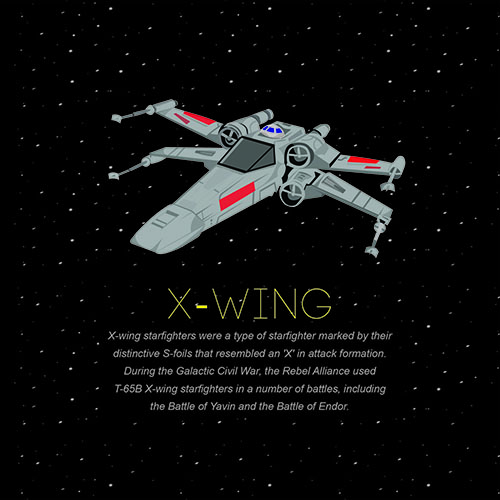 X-WING
X-wing starfighters were a type of starfighter marked by their
distinctive S-foils that resembled an 'X' in attack formation.
During the Galactic Civil War, the Rebel Alliance used
T-65B X-wing starfighters in a number of battles, including
the Battle of Yavin and the Battle of Endor.